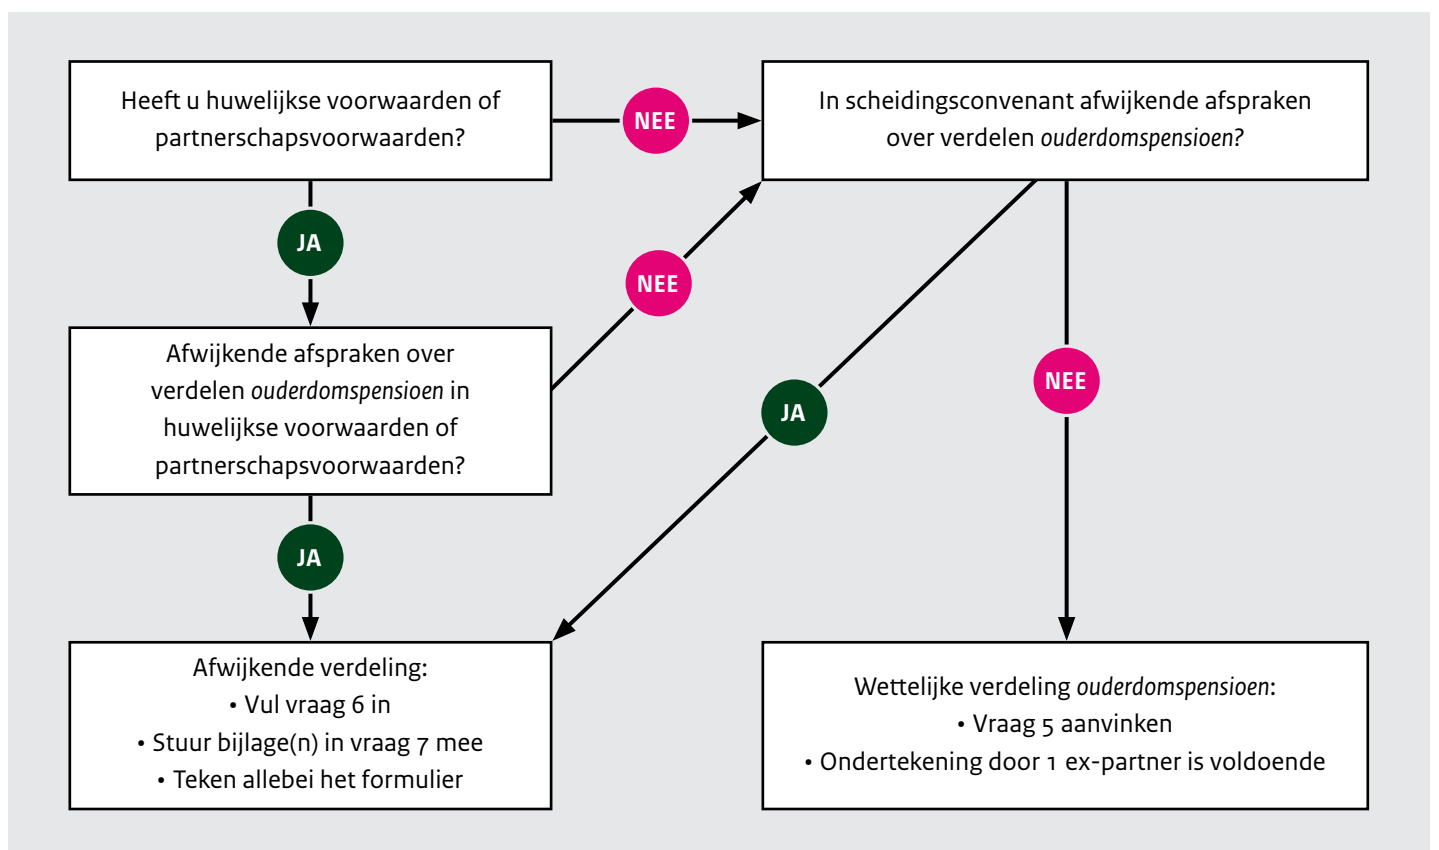 Heeft u huwelijkse voorwaarden of
partnerschapsvoorwaarden?
NEE
In scheidingsconvenant afwijkende afspraken
over verdelen ouderdomspensioen?
JA
NEE
Afwijkende afspraken over
verdelen ouderdomspensioen in
huwelijkse voorwaarden of
partnerschapsvoorwaarden?
JA
NEE
JA
Afwijkende verdeling:
• Vul vraag 6 in
• Stuur bijlage(n) in vraag 7 mee
• Teken allebei het formulier
Wettelijke verdeling ouderdomspensioen:
• Vraag 5 aanvinken
• Ondertekening door 1 ex-partner is voldoende